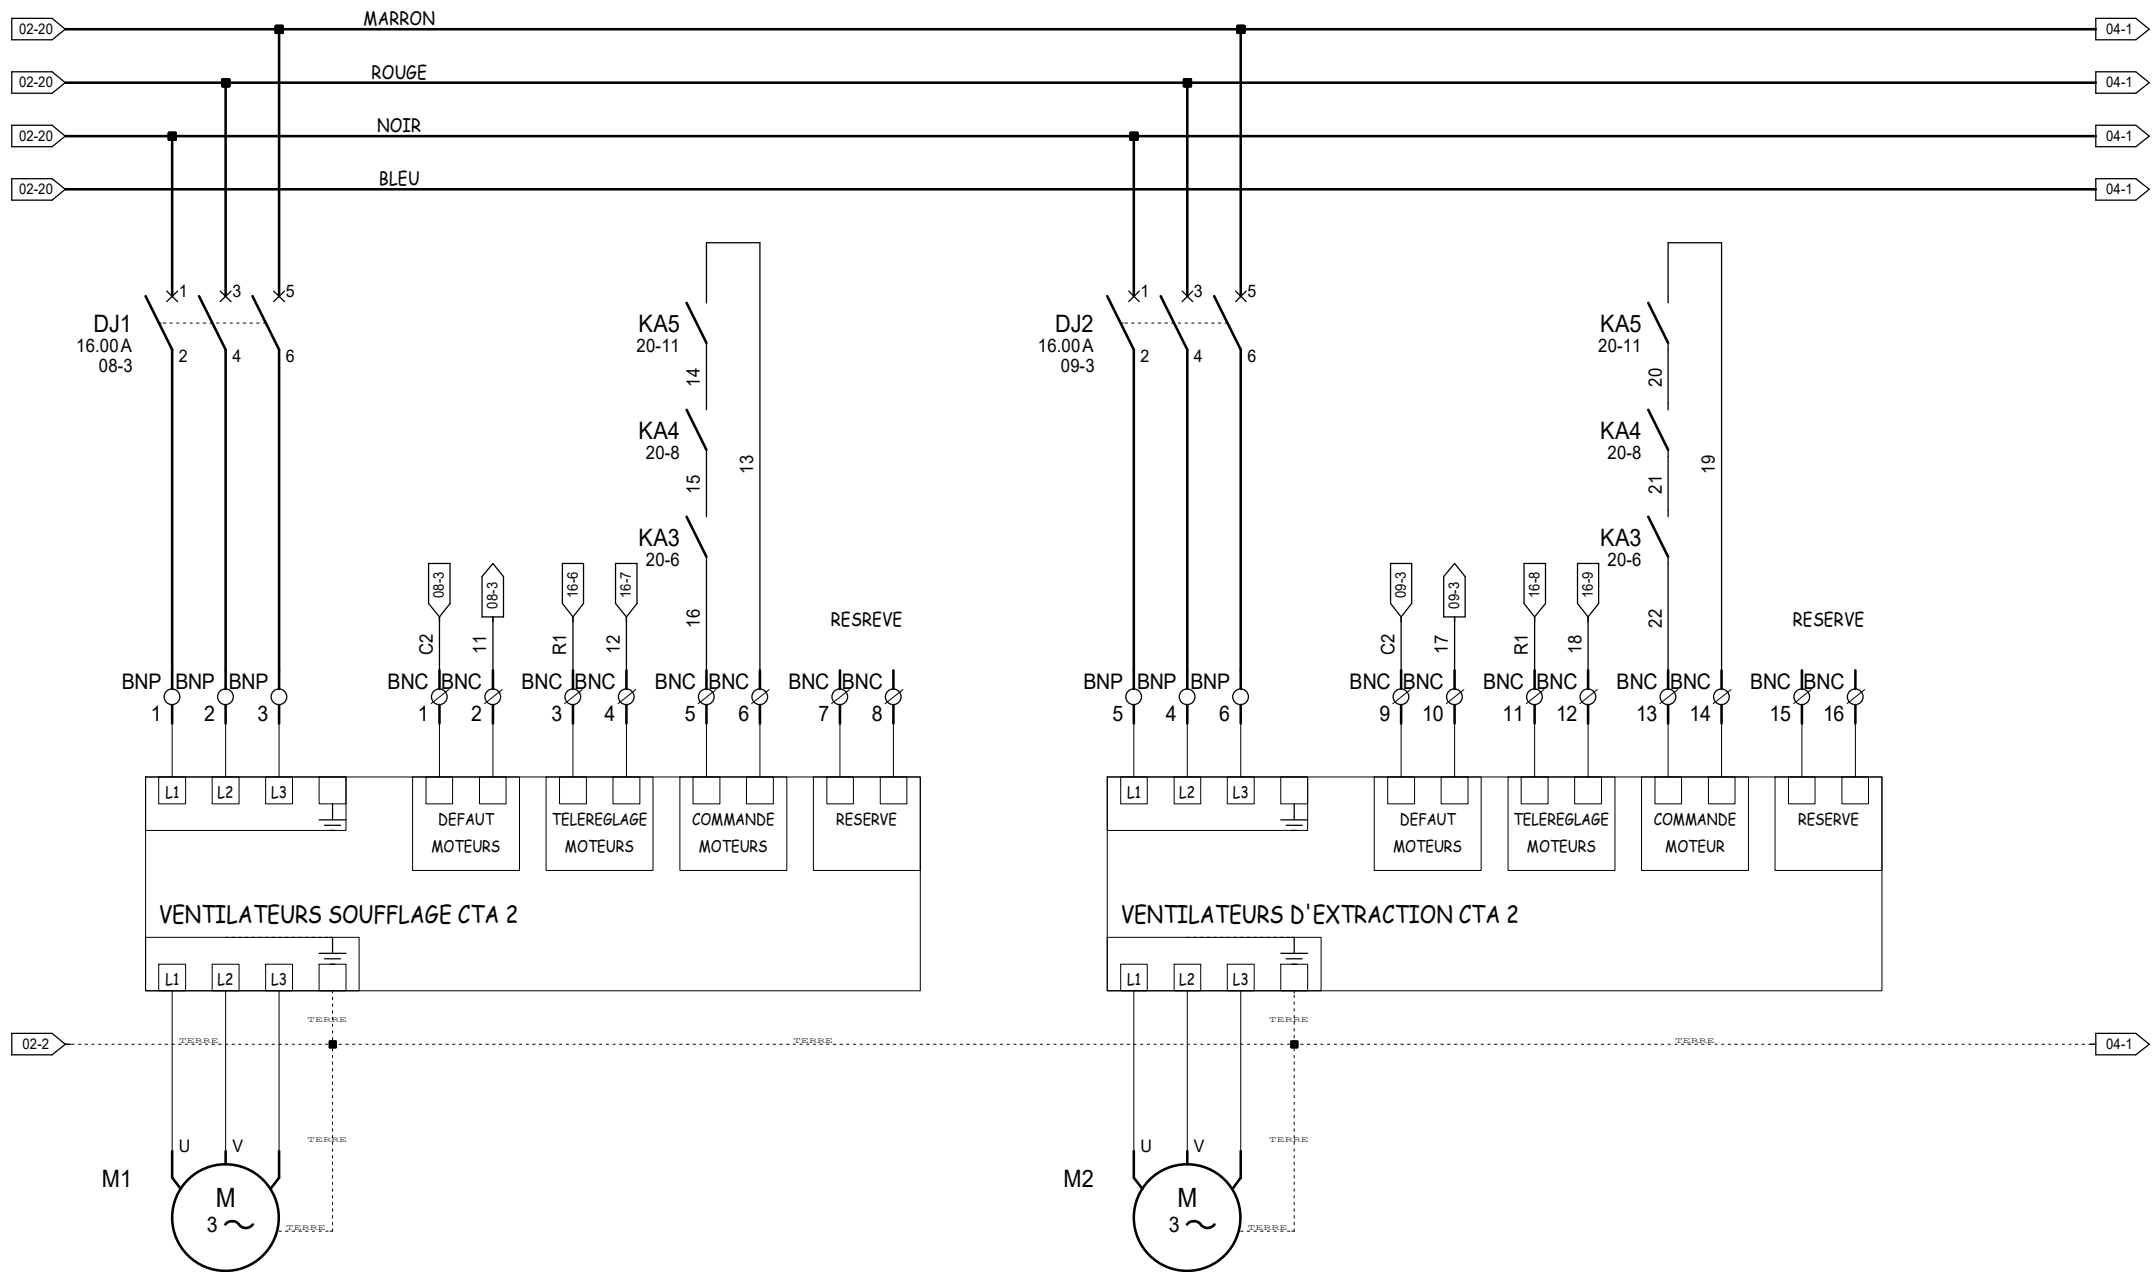 MARRON
02-20
04-1
ROUGE
02-20
04-1
NOIR
02-20
04-1
BLEU
02-20
04-1
1 3 5
DJ1
16.00A
08-3
2 4 6
KA5
20-11
14
KA4
20-8
13
15
KA3
20-6
16
1 3 5
DJ2
16.00A
09-3
2 4 6
KA5
20-11
20
KA4
20-8
19
21
KA3
20-6
22
08-3 08-3 16-6 16-7
C2 11 R1 12
RESREVE
09-3 09-3 16-8 16-9
C2 17 R1 18
RESERVE
BNP BNP BNP BNC BNC BNC BNC BNC BNC BNC BNC
1 2 3 1 2 3 4 5 6 7 8
BNP BNP BNP BNC BNC BNC BNC BNC BNC BNC BNC
5 4 6 9 10 11 12 13 14 15 16
L1 L2 L3
DEFAUT
MOTEURS
TELEREGLAGE
MOTEURS
COMMANDE
MOTEURS
RESERVE
L1 L2 L3
DEFAUT
MOTEURS
TELEREGLAGE
MOTEURS
COMMANDE
MOTEUR
RESERVE
VENTILATEURS SOUFFLAGE CTA 2
VENTILATEURS D'EXTRACTION CTA 2
L1 L2 L3
L1 L2 L3
TERRE
TERRE
02-2
TERRE
TERRE
TERRE
04-1
U V
TERRE
M1
M
3
TERRE
U V
TERRE
M2
M
3
TERRE